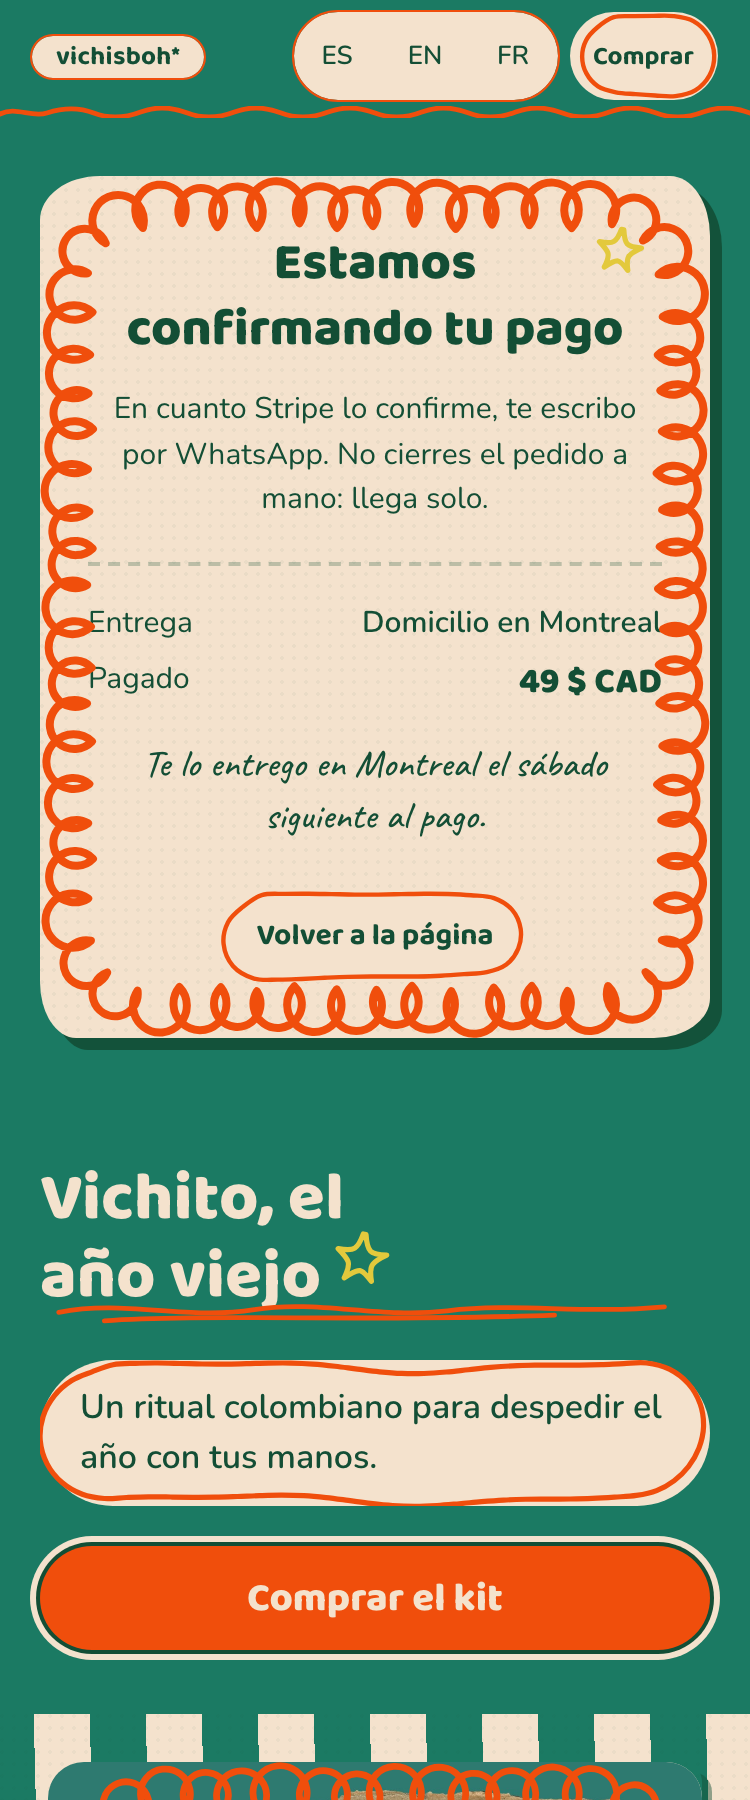 vichisboh*
ES EN FR
Comprar
Estamos
confirmando tu pago
En cuanto Stripe lo confirme, te escribo
por WhatsApp. No cierres el pedido a
mano: llega solo.
Entrega Domicilio en Montreal
Pagado 49 $ CAD
Te lo entrego en Montreal el sábado
siguiente al pago.
Volver a la página
Vichito, el
año viejo
Un ritual colombiano para despedir el
año con tus manos.
Comprar el kit